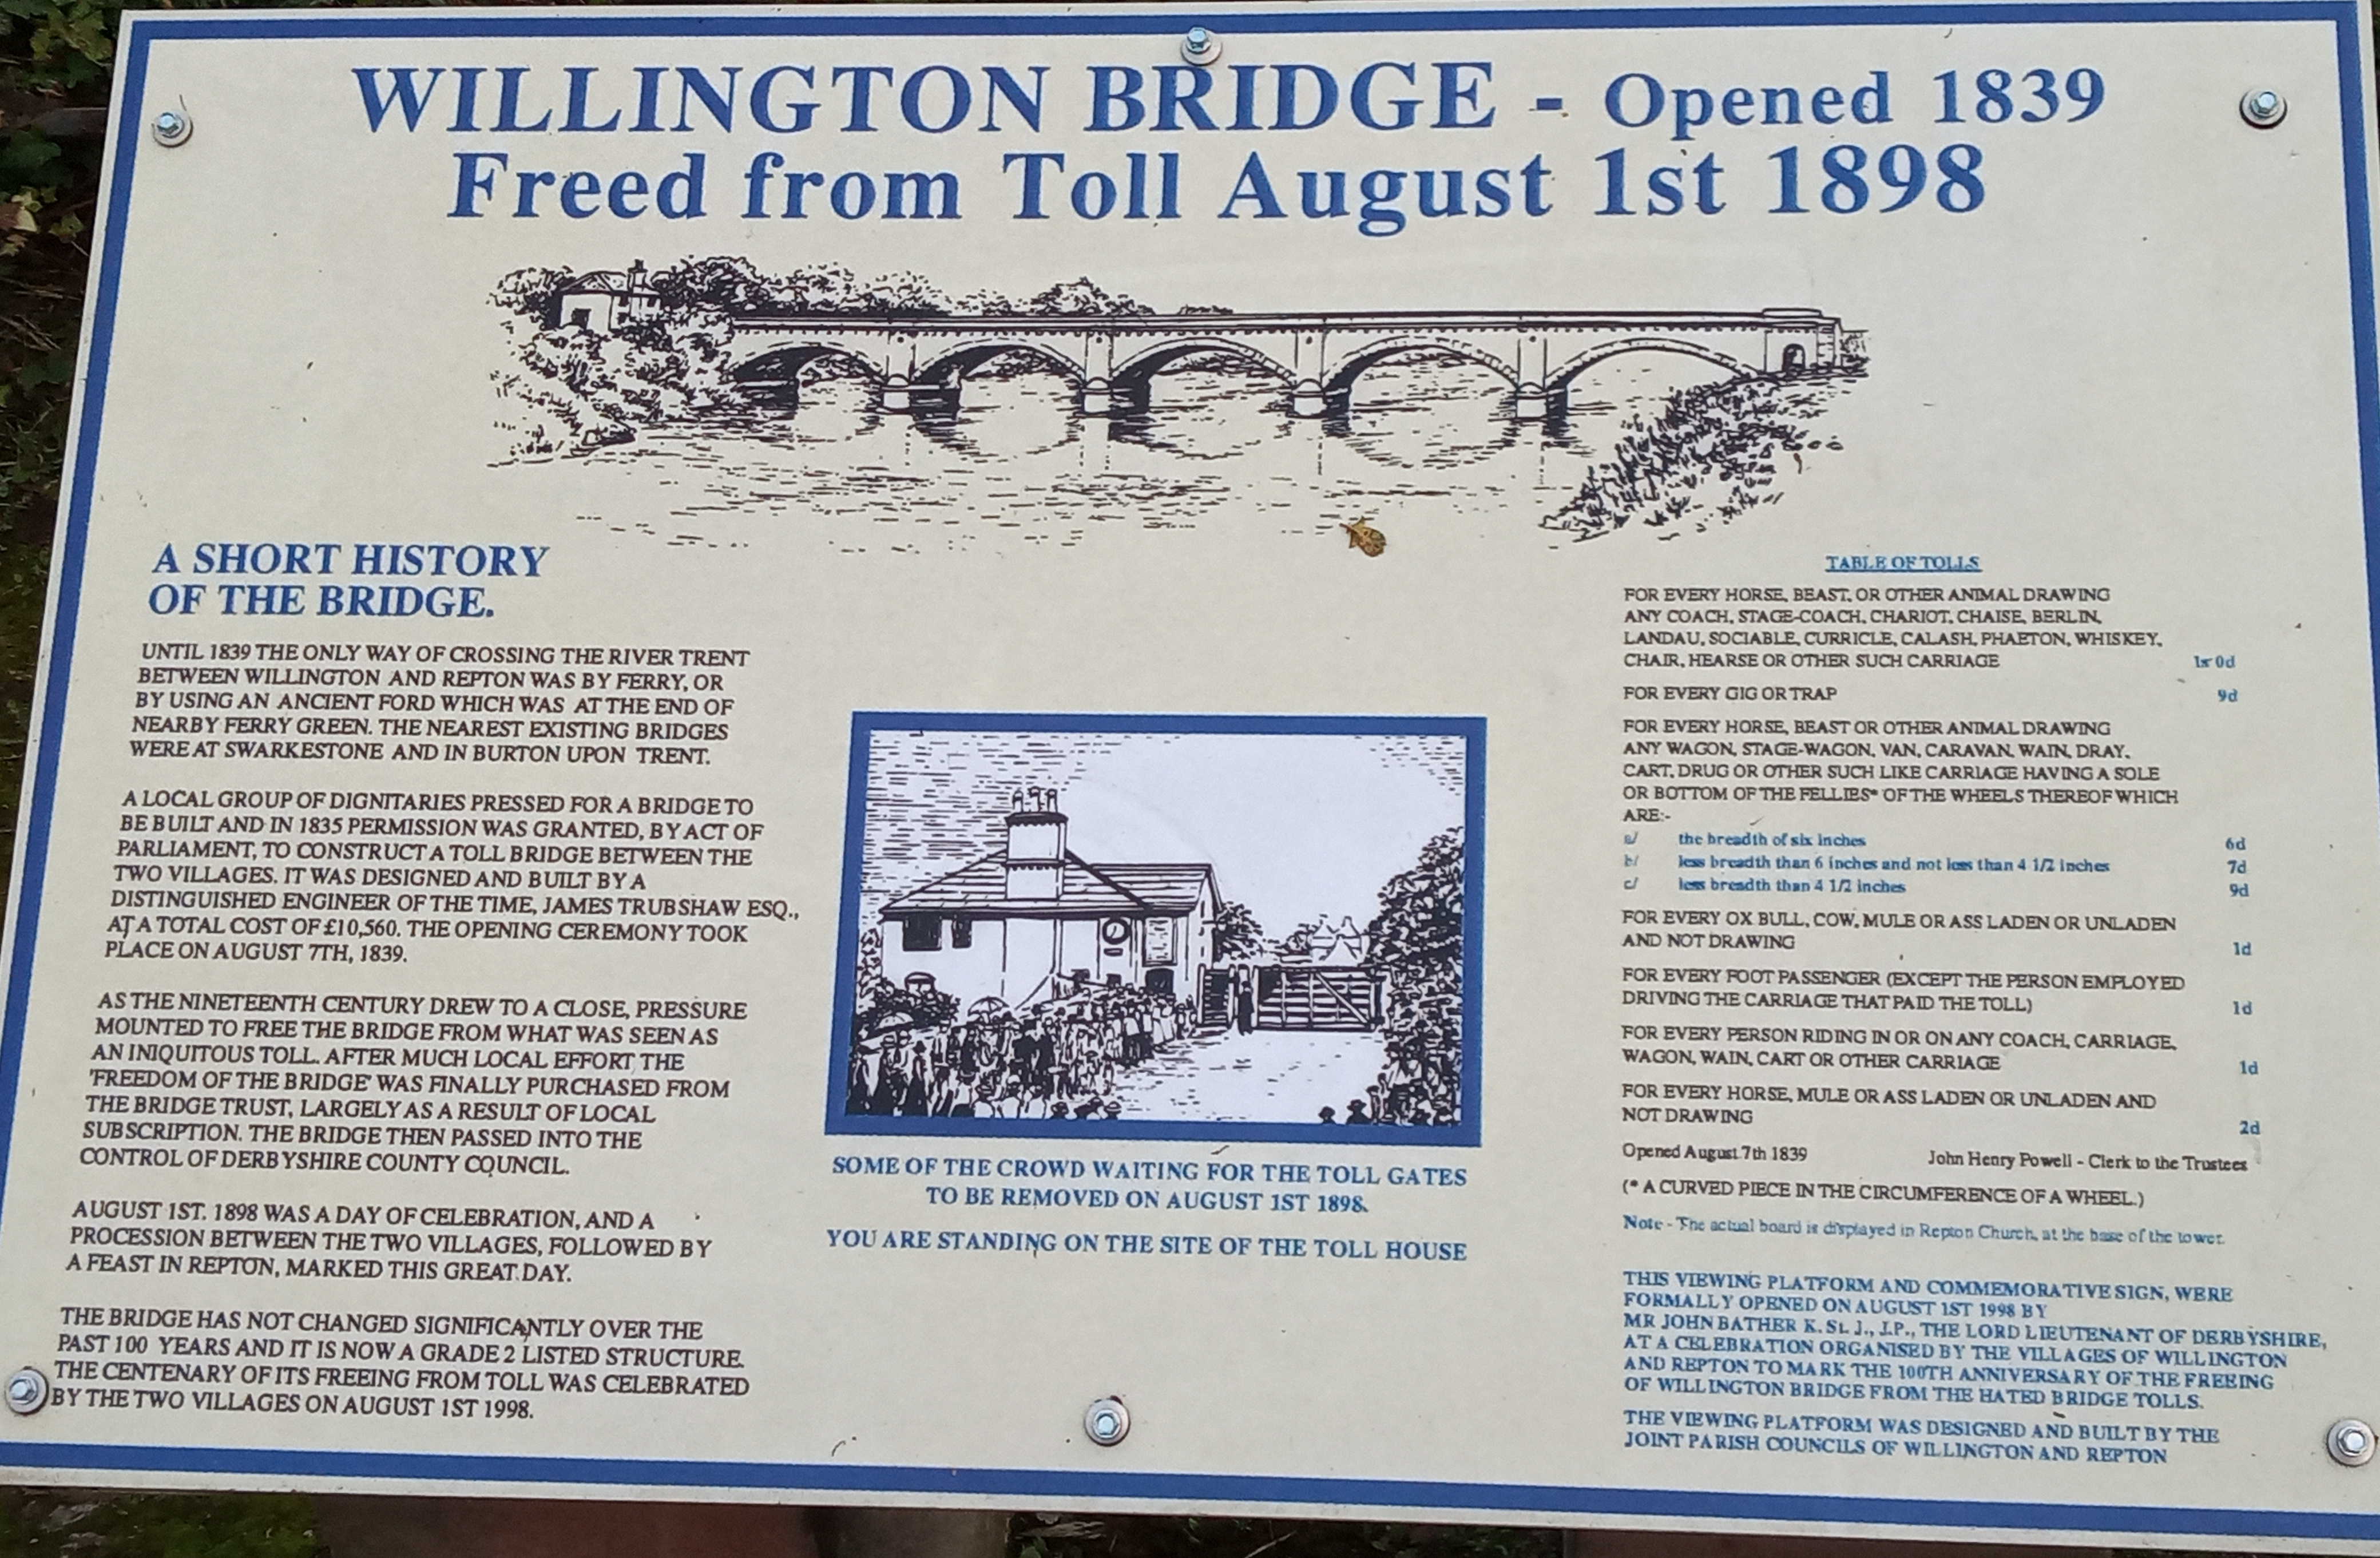 WILLINGTON BRIDGE - Opened 1839
Freed from Toll August 1st 1898
A SHORT HISTORY
OF THE BRIDGE.
UNTIL 1839 THE ONLY WAY OF CROSSING THE RIVER TRENT
BETWEEN WILLINGTON AND REPTON WAS BY FERRY, OR
BY USING AN ANCIENT FORD WHICH WAS AT THE END OF
NEARBY FERRY GREEN. THE NEAREST EXISTING BRIDGES
WERE AT SWARKESTONE AND IN BURTON UPON TRENT.
A LOCAL GROUP OF DIGNITARIES PRESSED FOR A BRIDGE TO
BE BUILT AND IN 1835 PERMISSION WAS GRANTED, BY ACT OF
PARLIAMENT, TO CONSTRUCT A TOLL BRIDGE BETWEEN THE
TWO VILLAGES. IT WAS DESIGNED AND BUILT BY A
DISTINGUISHED ENGINEER OF THE TIME, JAMES TRUBSHAW ESQ.,
AT A TOTAL COST OF £10,560. THE OPENING CEREMONY TOOK
PLACE ON AUGUST 7TH, 1839.
AS THE NINETEENTH CENTURY DREW TO A CLOSE, PRESSURE
MOUNTED TO FREE THE BRIDGE FROM WHAT WAS SEEN AS
AN INIQUITOUS TOLL. AFTER MUCH LOCAL EFFORT THE
'FREEDOM OF THE BRIDGE' WAS FINALLY PURCHASED FROM
THE BRIDGE TRUST, LARGELY AS A RESULT OF LOCAL
SUBSCRIPTION. THE BRIDGE THEN PASSED INTO THE
CONTROL OF DERBYSHIRE COUNTY COUNCIL.
AUGUST 1ST. 1898 WAS A DAY OF CELEBRATION, AND A
PROCESSION BETWEEN THE TWO VILLAGES, FOLLOWED BY
A FEAST IN REPTON, MARKED THIS GREAT DAY.
THE BRIDGE HAS NOT CHANGED SIGNIFICANTLY OVER THE
PAST 100 YEARS AND IT IS NOW A GRADE 2 LISTED STRUCTURE.
THE CENTENARY OF ITS FREEING FROM TOLL WAS CELEBRATED
BY THE TWO VILLAGES ON AUGUST 1ST 1998.
SOME OF THE CROWD WAITING FOR THE TOLL GATES
TO BE REMOVED ON AUGUST 1ST 1898.
YOU ARE STANDING ON THE SITE OF THE TOLL HOUSE
TABLE OF TOLLS
FOR EVERY HORSE, BEAST, OR OTHER ANIMAL DRAWING
ANY COACH, STAGE-COACH, CHARIOT, CHAISE, BERLIN,
LANDAU, SOCIABLE, CURRICLE, CALASH, PHAETON, WHISKEY,
CHAIR, HEARSE OR OTHER SUCH CARRIAGE 1s 0d
FOR EVERY GIG OR TRAP 9d
FOR EVERY HORSE, BEAST OR OTHER ANIMAL DRAWING
ANY WAGON, STAGE-WAGON, VAN, CARAVAN, WAIN, DRAY,
CART, DRUG OR OTHER SUCH LIKE CARRIAGE HAVING A SOLE
OR BOTTOM OF THE FELLIES* OF THE WHEELS THEREOF WHICH
ARE:-
a/ the breadth of six inches 6d
b/ less breadth than 6 inches and not less than 4 1/2 inches 7d
c/ less breadth than 4 1/2 inches 9d
FOR EVERY OX BULL, COW, MULE OR ASS LADEN OR UNLADEN
AND NOT DRAWING 1d
FOR EVERY FOOT PASSENGER (EXCEPT THE PERSON EMPLOYED
DRIVING THE CARRIAGE THAT PAID THE TOLL) 1d
FOR EVERY PERSON RIDING IN OR ON ANY COACH, CARRIAGE,
WAGON, WAIN, CART OR OTHER CARRIAGE 1d
FOR EVERY HORSE, MULE OR ASS LADEN OR UNLADEN AND
NOT DRAWING 2d
Opened August 7th 1839 John Henry Powell - Clerk to the Trustees
(* A CURVED PIECE IN THE CIRCUMFERENCE OF A WHEEL.)
Note - The actual board is displayed in Repton Church, at the base of the tower.
THIS VIEWING PLATFORM AND COMMEMORATIVE SIGN, WERE
FORMALLY OPENED ON AUGUST 1ST 1998 BY
MR JOHN BATHER K. St. J., J.P., THE LORD LIEUTENANT OF DERBYSHIRE,
AT A CELEBRATION ORGANISED BY THE VILLAGES OF WILLINGTON
AND REPTON TO MARK THE 100TH ANNIVERSARY OF THE FREEING
OF WILLINGTON BRIDGE FROM THE HATED BRIDGE TOLLS.
THE VIEWING PLATFORM WAS DESIGNED AND BUILT BY THE
JOINT PARISH COUNCILS OF WILLINGTON AND REPTON